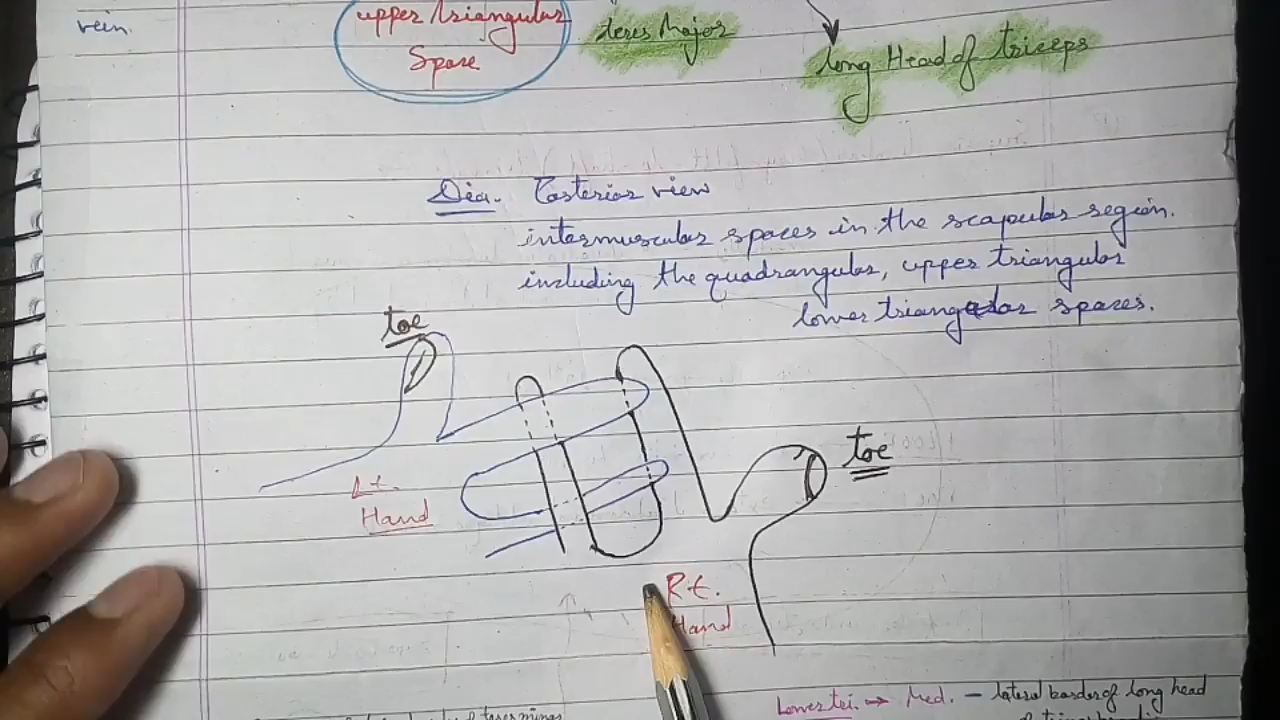 vein.
upper triangular
Space
teres Major
long Head of triceps
Dia. Posterior view
intermuscular spaces in the scapular region.
including the quadrangular, upper triangular
lower triangular spaces.
toe
toe
Lt.
Hand
Rt.
Hand
Lower tri. → Med. - lateral border of long head